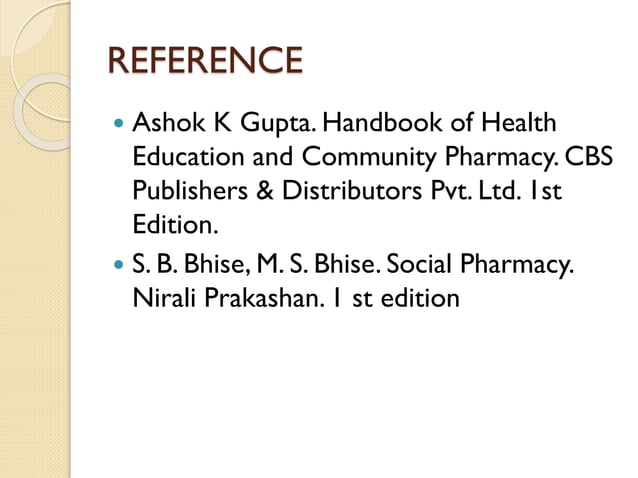 REFERENCE
Ashok K Gupta. Handbook of Health
Education and Community Pharmacy. CBS
Publishers & Distributors Pvt. Ltd. 1st
Edition.
S. B. Bhise, M. S. Bhise. Social Pharmacy.
Nirali Prakashan. 1 st edition